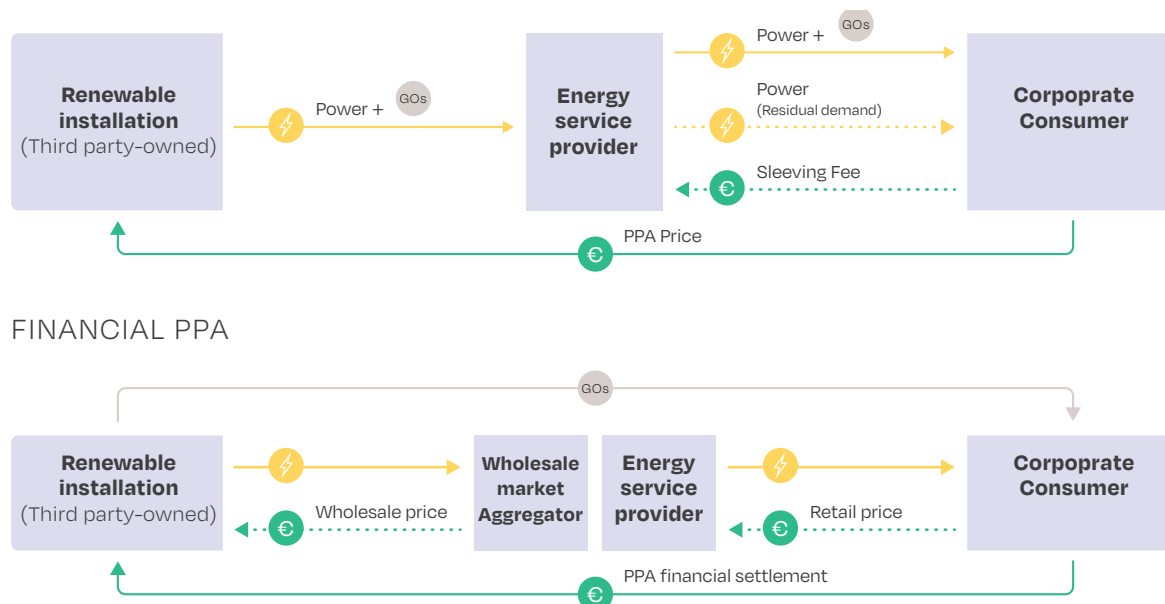 Renewable
installation
(Third party-owned)
Power +
GOs
Energy
service
provider
Power +
GOs
Power
(Residual demand)
€
Sleeving Fee
Corpoprate
Consumer
€
PPA Price
FINANCIAL PPA
GOs
Renewable
installation
(Third party-owned)
€
Wholesale price
Wholesale
market
Aggregator
Energy
service
provider
€
Retail price
Corpoprate
Consumer
€
PPA financial settlement